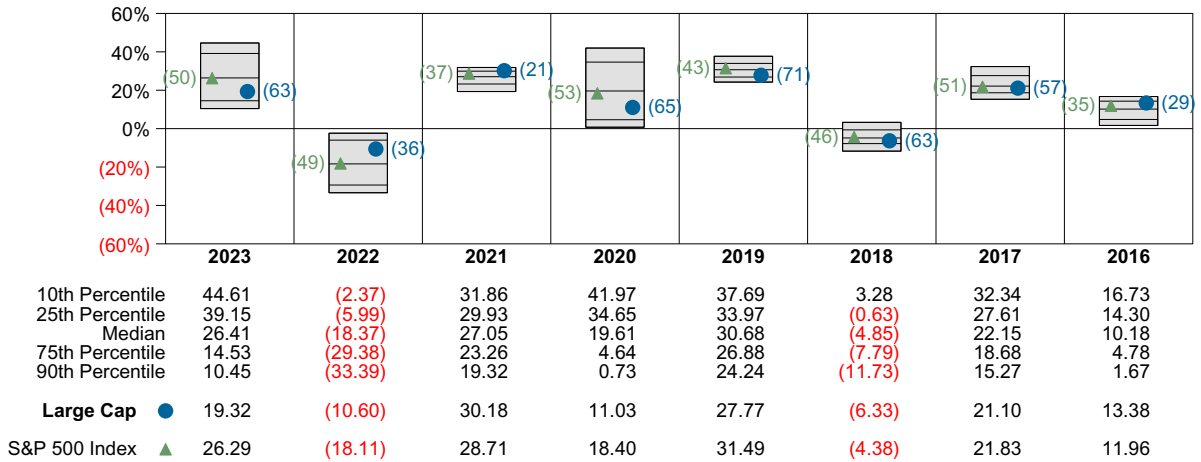 60%
40%
20%
0%
(20%)
(40%)
(60%)
(50) (63)
(49) (36)
(37) (21)
(53) (65)
(43) (71)
(46) (63)
(51) (57)
(35) (29)
2023 2022 2021 2020 2019 2018 2017 2016
10th Percentile 44.61 (2.37) 31.86 41.97 37.69 3.28 32.34 16.73
25th Percentile 39.15 (5.99) 29.93 34.65 33.97 (0.63) 27.61 14.30
Median 26.41 (18.37) 27.05 19.61 30.68 (4.85) 22.15 10.18
75th Percentile 14.53 (29.38) 23.26 4.64 26.88 (7.79) 18.68 4.78
90th Percentile 10.45 (33.39) 19.32 0.73 24.24 (11.73) 15.27 1.67
Large Cap 19.32 (10.60) 30.18 11.03 27.77 (6.33) 21.10 13.38
S&P 500 Index 26.29 (18.11) 28.71 18.40 31.49 (4.38) 21.83 11.96